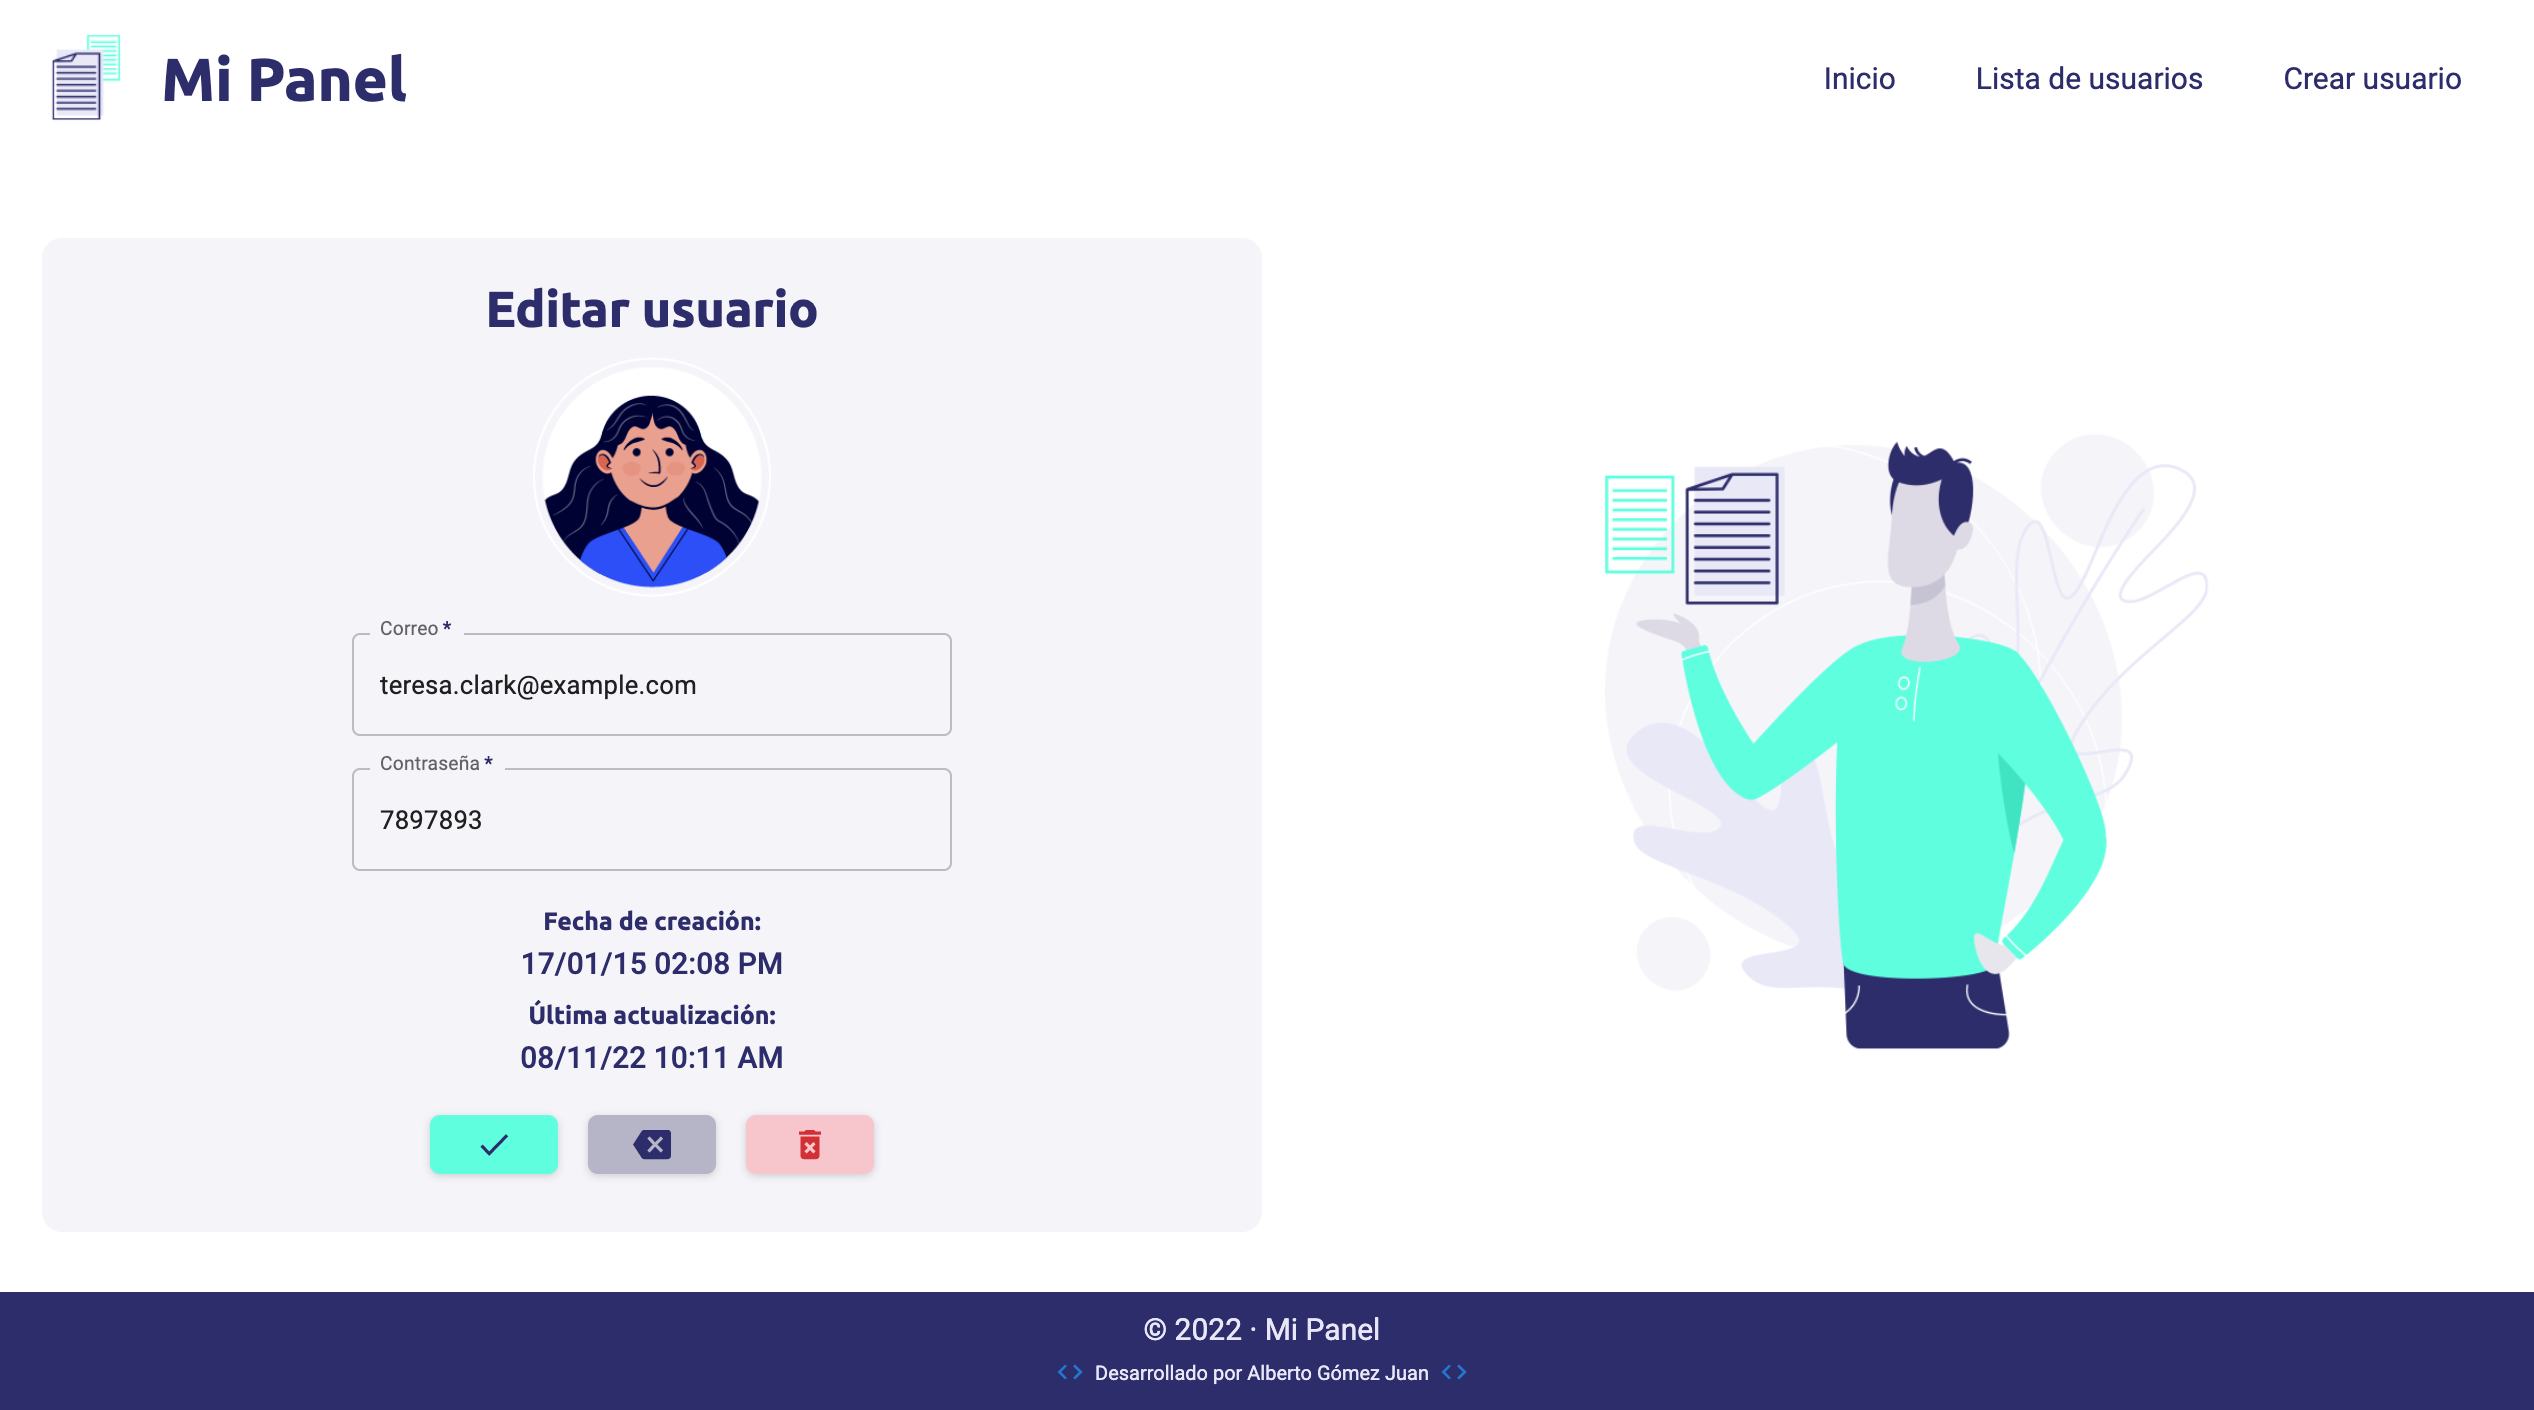 Mi Panel
Inicio
Lista de usuarios
Crear usuario
Editar usuario
Correo *
teresa.clark@example.com
Contraseña *
7897893
Fecha de creación:
17/01/15 02:08 PM
Última actualización:
08/11/22 10:11 AM
© 2022 · Mi Panel
<> Desarrollado por Alberto Gómez Juan <>